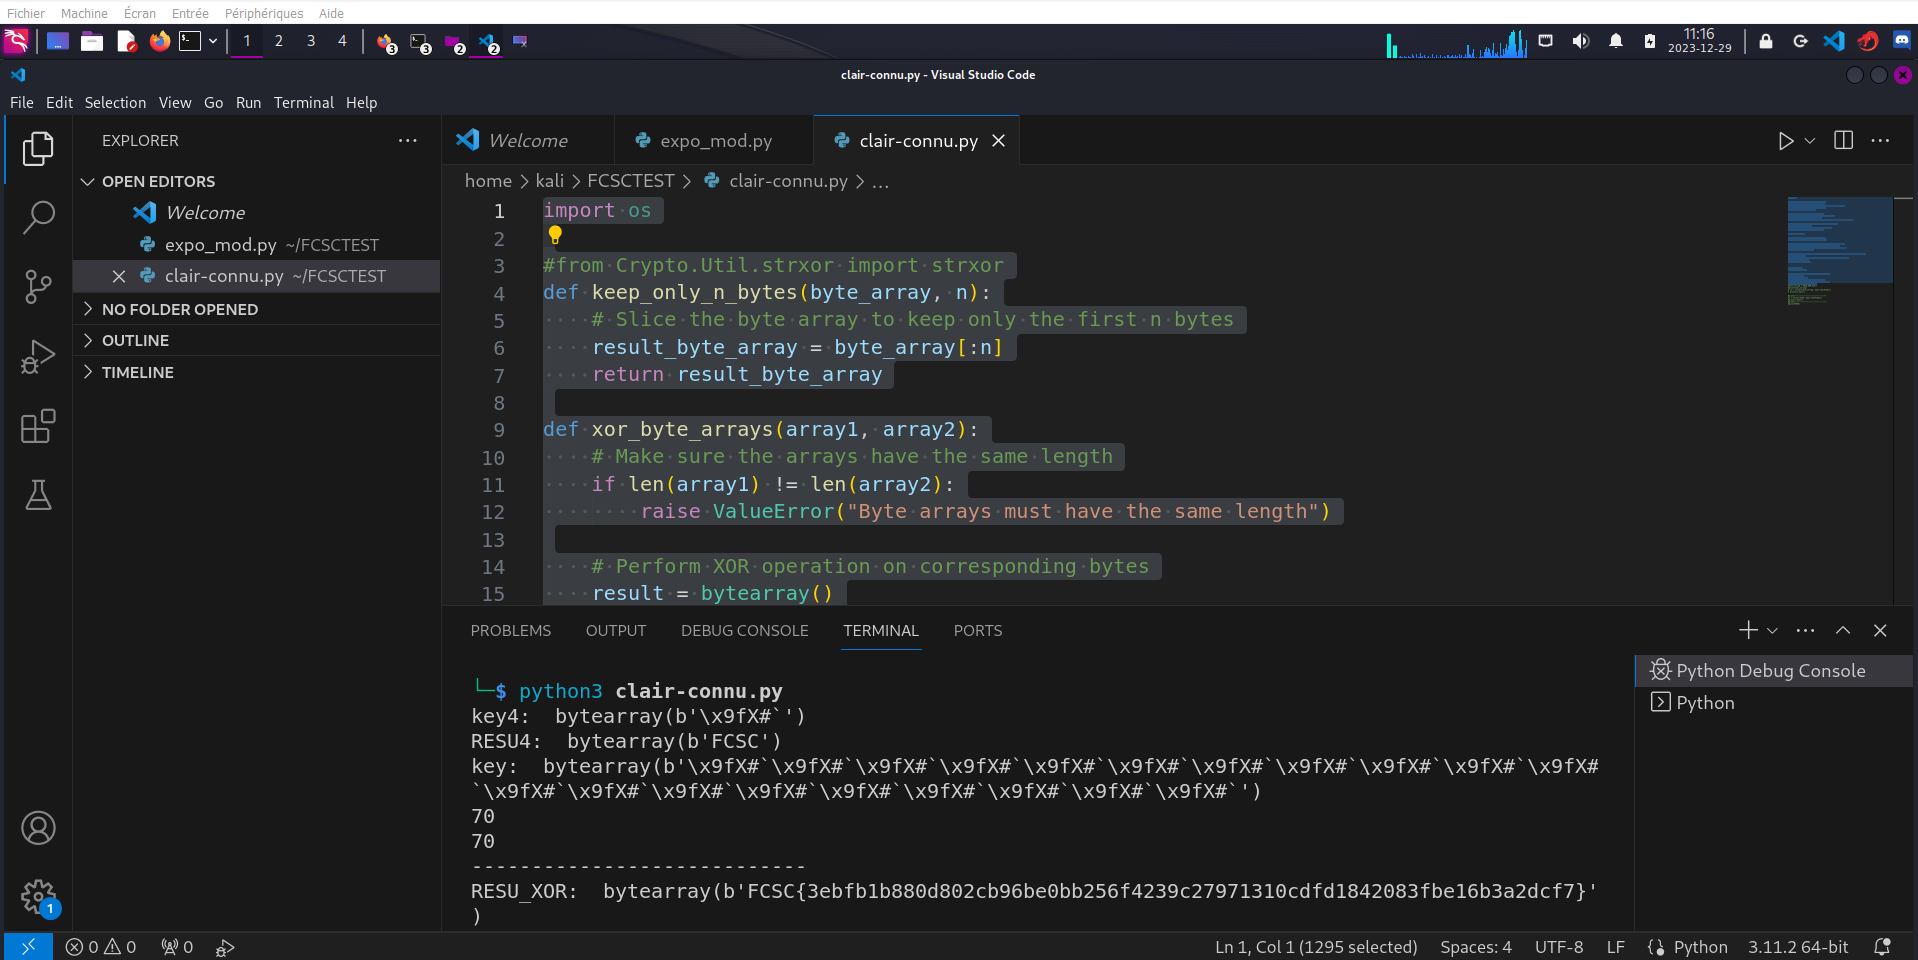 Fichier Machine Écran Entrée Périphériques Aide
1 2 3 4 3 3 2 2 11:16
2023-12-29
clair-connu.py - Visual Studio Code
File Edit Selection View Go Run Terminal Help
EXPLORER ...
Welcome expo_mod.py clair-connu.py
OPEN EDITORS
Welcome
expo_mod.py ~/FCSCTEST
clair-connu.py ~/FCSCTEST
NO FOLDER OPENED
OUTLINE
TIMELINE
home > kali > FCSCTEST > clair-connu.py > ...
1 import os
2
3 #from Crypto.Util.strxor import strxor
4 def keep_only_n_bytes(byte_array, n):
5 # Slice the byte array to keep only the first n bytes
6 result_byte_array = byte_array[:n]
7 return result_byte_array
8
9 def xor_byte_arrays(array1, array2):
10 # Make sure the arrays have the same length
11 if len(array1) != len(array2):
12 raise ValueError("Byte arrays must have the same length")
13
14 # Perform XOR operation on corresponding bytes
15 result = bytearray()
PROBLEMS OUTPUT DEBUG CONSOLE TERMINAL PORTS
└─$ python3 clair-connu.py
key4:  bytearray(b'\x9fX#`')
RESU4:  bytearray(b'FCSC')
key:  bytearray(b'\x9fX#`\x9fX#`\x9fX#`\x9fX#`\x9fX#`\x9fX#`\x9fX#`\x9fX#`\x9fX#`\x9fX#`\x9fX#
`\x9fX#`\x9fX#`\x9fX#`\x9fX#`\x9fX#`\x9fX#`\x9fX#`\x9fX#`\x9fX#`')
70
70
----------------------------
RESU_XOR:  bytearray(b'FCSC{3ebfb1b880d802cb96be0bb256f4239c27971310cdfd1842083fbe16b3a2dcf7}'
)
Python Debug Console
Python
1
0 0 0 Ln 1, Col 1 (1295 selected) Spaces: 4 UTF-8 LF Python 3.11.2 64-bit